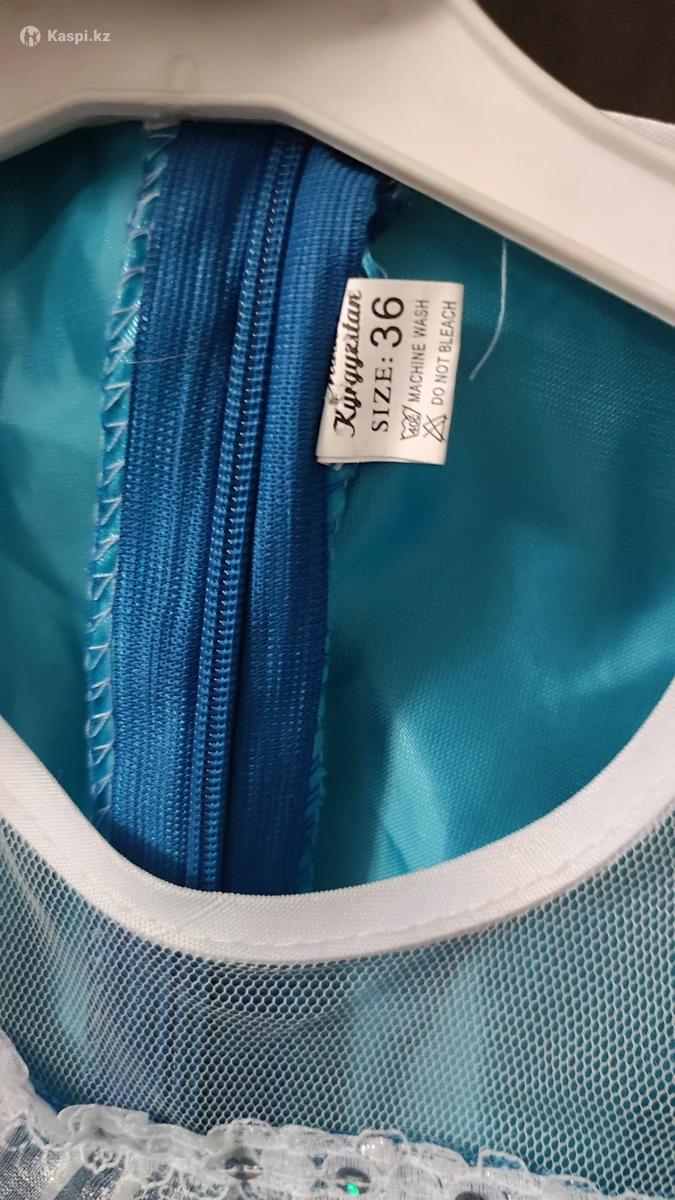 Kaspi.kz
Kyrgyzstan
SIZE: 36
MACHINE WASH
DO NOT BLEACH